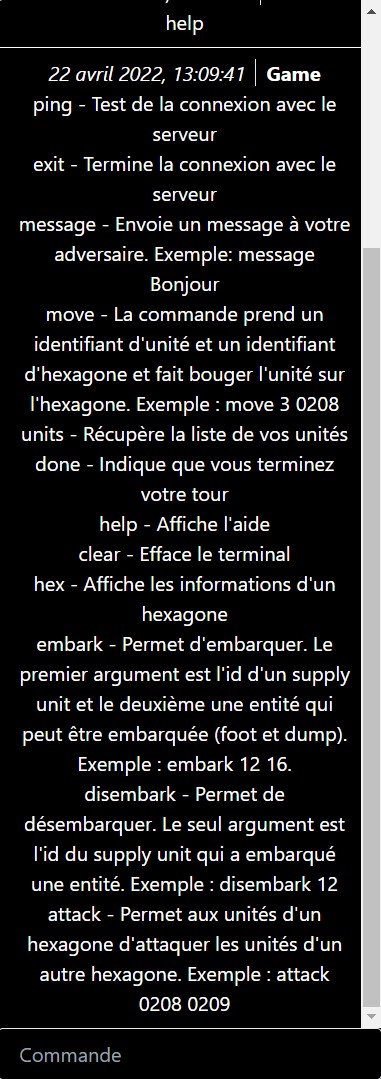 help
22 avril 2022, 13:09:41 Game
ping - Test de la connexion avec le
serveur
exit - Termine la connexion avec le
serveur
message - Envoie un message à votre
adversaire. Exemple: message
Bonjour
move - La commande prend un
identifiant d'unité et un identifiant
d'hexagone et fait bouger l'unité sur
l'hexagone. Exemple : move 3 0208
units - Récupère la liste de vos unités
done - Indique que vous terminez
votre tour
help - Affiche l'aide
clear - Efface le terminal
hex - Affiche les informations d'un
hexagone
embark - Permet d'embarquer. Le
premier argument est l'id d'un supply
unit et le deuxième une entité qui
peut être embarquée (foot et dump).
Exemple : embark 12 16.
disembark - Permet de
désembarquer. Le seul argument est
l'id du supply unit qui a embarqué
une entité. Exemple : disembark 12
attack - Permet aux unités d'un
hexagone d'attaquer les unités d'un
autre hexagone. Exemple : attack
0208 0209
Commande